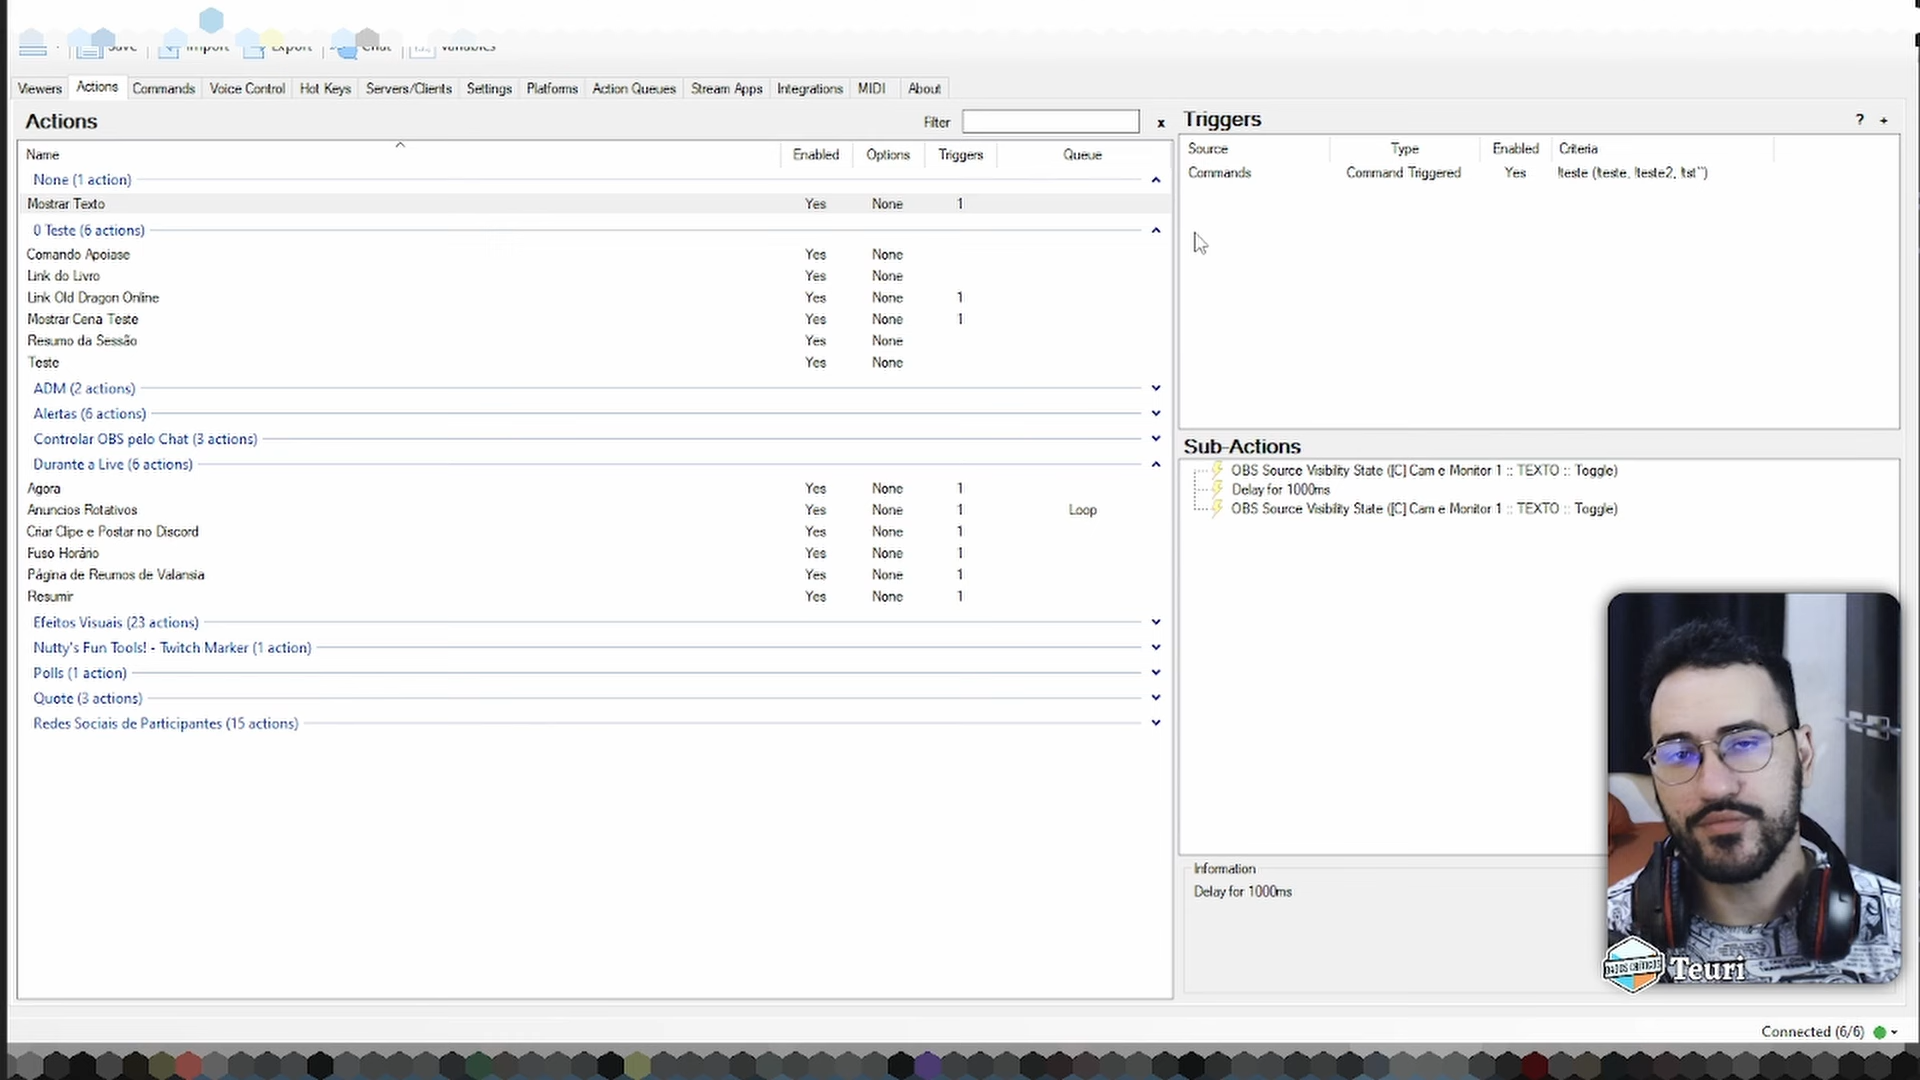 Save Import Export Chat Variables
Viewers Actions Commands Voice Control Hot Keys Servers/Clients Settings Platforms Action Queues Stream Apps Integrations MIDI About
Actions Filter x
Name Enabled Options Triggers Queue
None (1 action)
Mostrar Texto Yes None 1
0 Teste (6 actions)
Comando Apoiase Yes None
Link do Livro Yes None
Link Old Dragon Online Yes None 1
Mostrar Cena Teste Yes None 1
Resumo da Sessão Yes None
Teste Yes None
ADM (2 actions)
Alertas (6 actions)
Controlar OBS pelo Chat (3 actions)
Durante a Live (6 actions)
Agora Yes None 1
Anuncios Rotativos Yes None 1 Loop
Criar Clipe e Postar no Discord Yes None 1
Fuso Horário Yes None 1
Página de Reumos de Valansia Yes None 1
Resumir Yes None 1
Efeitos Visuais (23 actions)
Nutty's Fun Tools! - Twitch Marker (1 action)
Polls (1 action)
Quote (3 actions)
Redes Sociais de Participantes (15 actions)
Triggers ? +
Source Type Enabled Criteria
Commands Command Triggered Yes !teste (!teste, !teste2, !tst¨)
Sub-Actions
OBS Source Visibility State ([C] Cam e Monitor 1 :: TEXTO :: Toggle)
Delay for 1000ms
OBS Source Visibility State ([C] Cam e Monitor 1 :: TEXTO :: Toggle)
Information
Delay for 1000ms
Teuri
Connected (6/6)